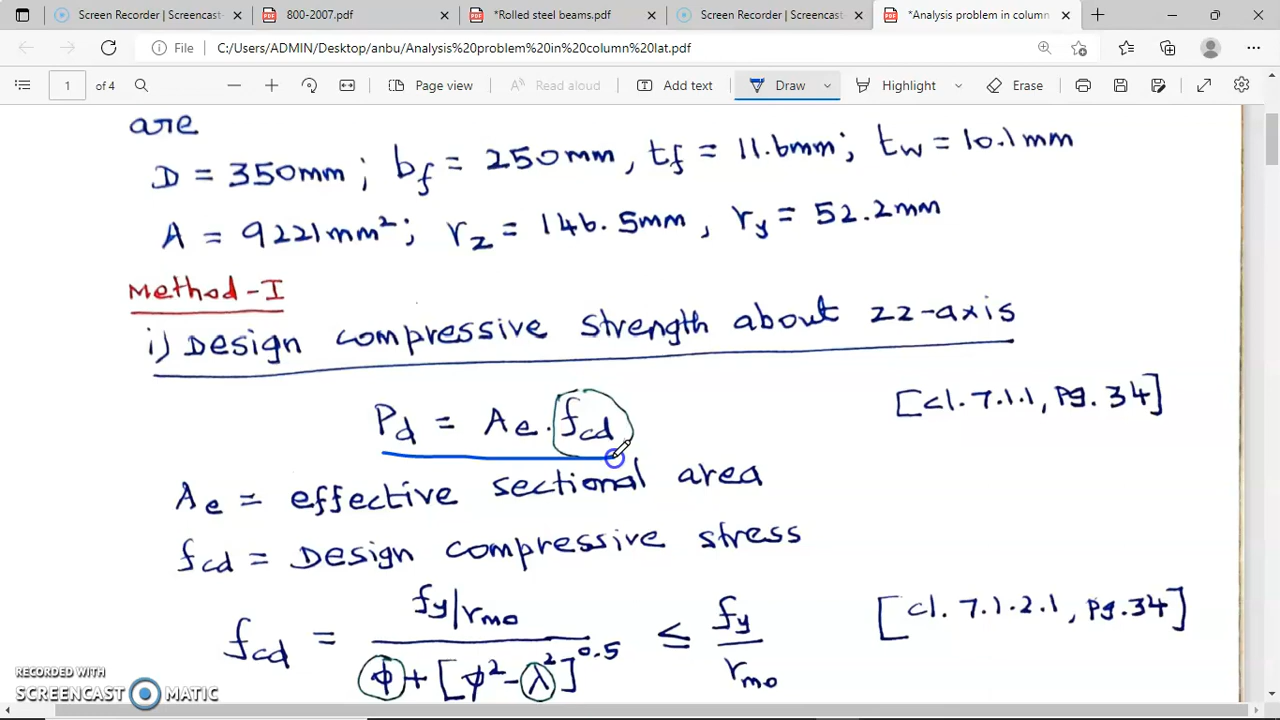 Screen Recorder | Screencast-
800-2007.pdf
*Rolled steel beams.pdf
Screen Recorder | Screencast-
*Analysis problem in column
File
C:/Users/ADMIN/Desktop/anbu/Analysis%20problem%20in%20column%20lat.pdf
1 of 4
Page view
Read aloud
Add text
Draw
Highlight
Erase
are
D = 350mm ; bf = 250mm, tf = 11.6mm; tw = 10.1mm
A = 9221mm²; rz = 146.5mm, ry = 52.2mm
Method-I
i) Design compressive strength about zz-axis
Pd = Ae.fcd [cl.7.1.1, Pg.34]
Ae = effective sectional area
fcd = Design compressive stress
fcd = fy/rmo / ϕ+[ϕ²-λ²]^0.5 ≤ fy/rmo [cl. 7.1.2.1, Pg.34]
RECORDED WITH
SCREENCAST MATIC